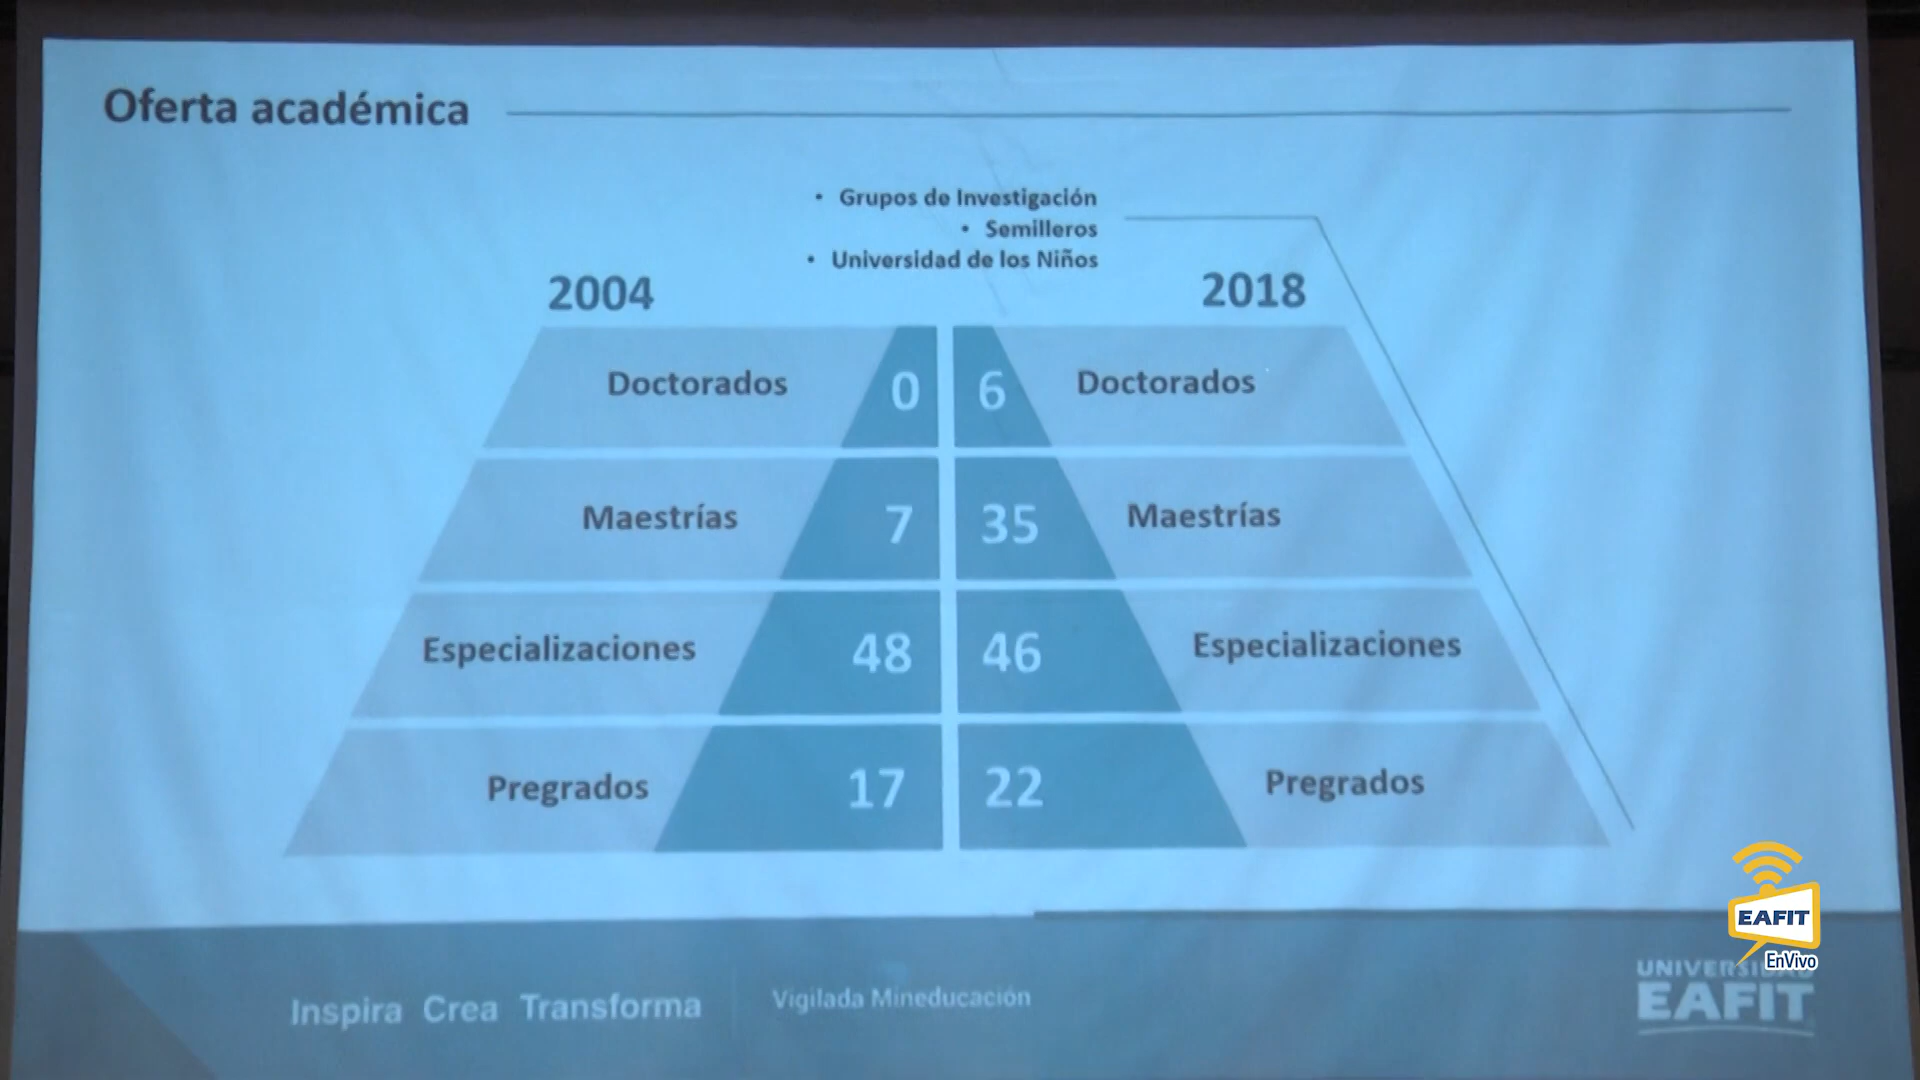 Oferta académica
• Grupos de Investigación
• Semilleros
• Universidad de los Niños
2004
2018
Doctorados 0 6 Doctorados
Maestrías 7 35 Maestrías
Especializaciones 48 46 Especializaciones
Pregrados 17 22 Pregrados
Inspira Crea Transforma
Vigilada Mineducación
EAFIT
EnVivo
UNIVERSIDAD
EAFIT